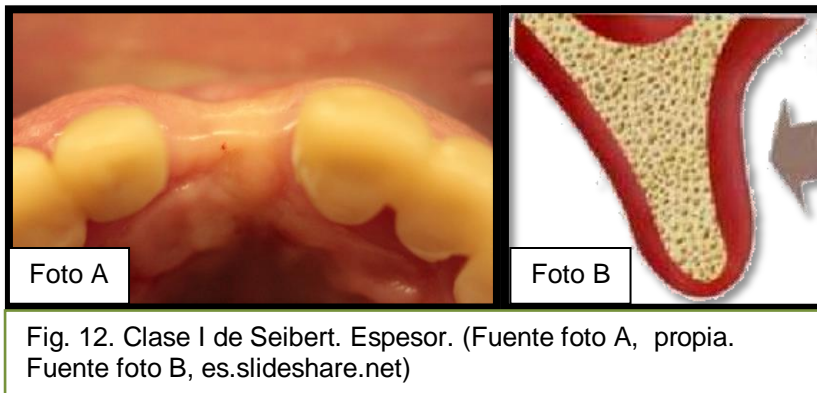 Foto A
Foto B
Fig. 12. Clase I de Seibert. Espesor. (Fuente foto A, propia.
Fuente foto B, es.slideshare.net)